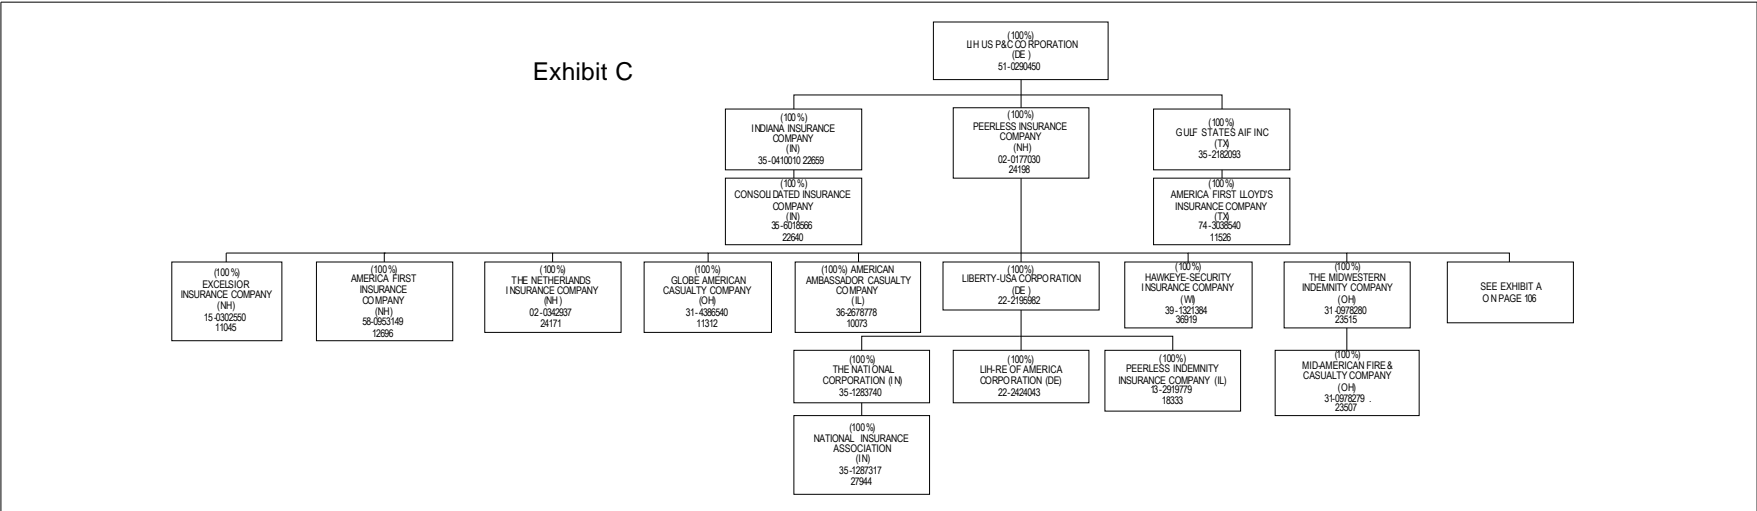 Exhibit C
(100%)
LIH US P&C CORPORATION
(DE)
51-0290450
(100%)
INDIANA INSURANCE
COMPANY
(IN)
35-0410010 22659
(100%)
PEERLESS INSURANCE
COMPANY
(NH)
02-0177030
24198
(100%)
GULF STATES AIF INC
(TX)
35-2182093
(100%)
CONSOLIDATED INSURANCE
COMPANY
(IN)
35-6018566
22640
(100%)
AMERICA FIRST LLOYD'S
INSURANCE COMPANY
(TX)
74-3038540
11526
(100%)
EXCELSIOR
INSURANCE COMPANY
(NH)
15-0302550
11045
(100%)
AMERICA FIRST
INSURANCE
COMPANY
(NH)
58-0953149
12696
(100%)
THE NETHERLANDS
INSURANCE COMPANY
(NH)
02-0342937
24171
(100%)
GLOBE AMERICAN
CASUALTY COMPANY
(OH)
31-4386540
11312
(100%) AMERICAN
AMBASSADOR CASUALTY
COMPANY
(IL)
36-2678778
10073
(100%)
LIBERTY-USA CORPORATION
(DE)
22-2195982
(100%)
HAWKEYE-SECURITY
INSURANCE COMPANY
(WI)
39-1321384
36919
(100%)
THE MIDWESTERN
INDEMNITY COMPANY
(OH)
31-0978280
23515
SEE EXHIBIT A
ON PAGE 106
(100%)
THE NATIONAL
CORPORATION (IN)
35-1283740
(100%)
LIH-RE OF AMERICA
CORPORATION (DE)
22-2424043
(100%)
PEERLESS INDEMNITY
INSURANCE COMPANY (IL)
13-2919779
18333
(100%)
MID-AMERICAN FIRE &
CASUALTY COMPANY
(OH)
31-0978279 .
23507
(100%)
NATIONAL INSURANCE
ASSOCIATION
(IN)
35-1287317
27944